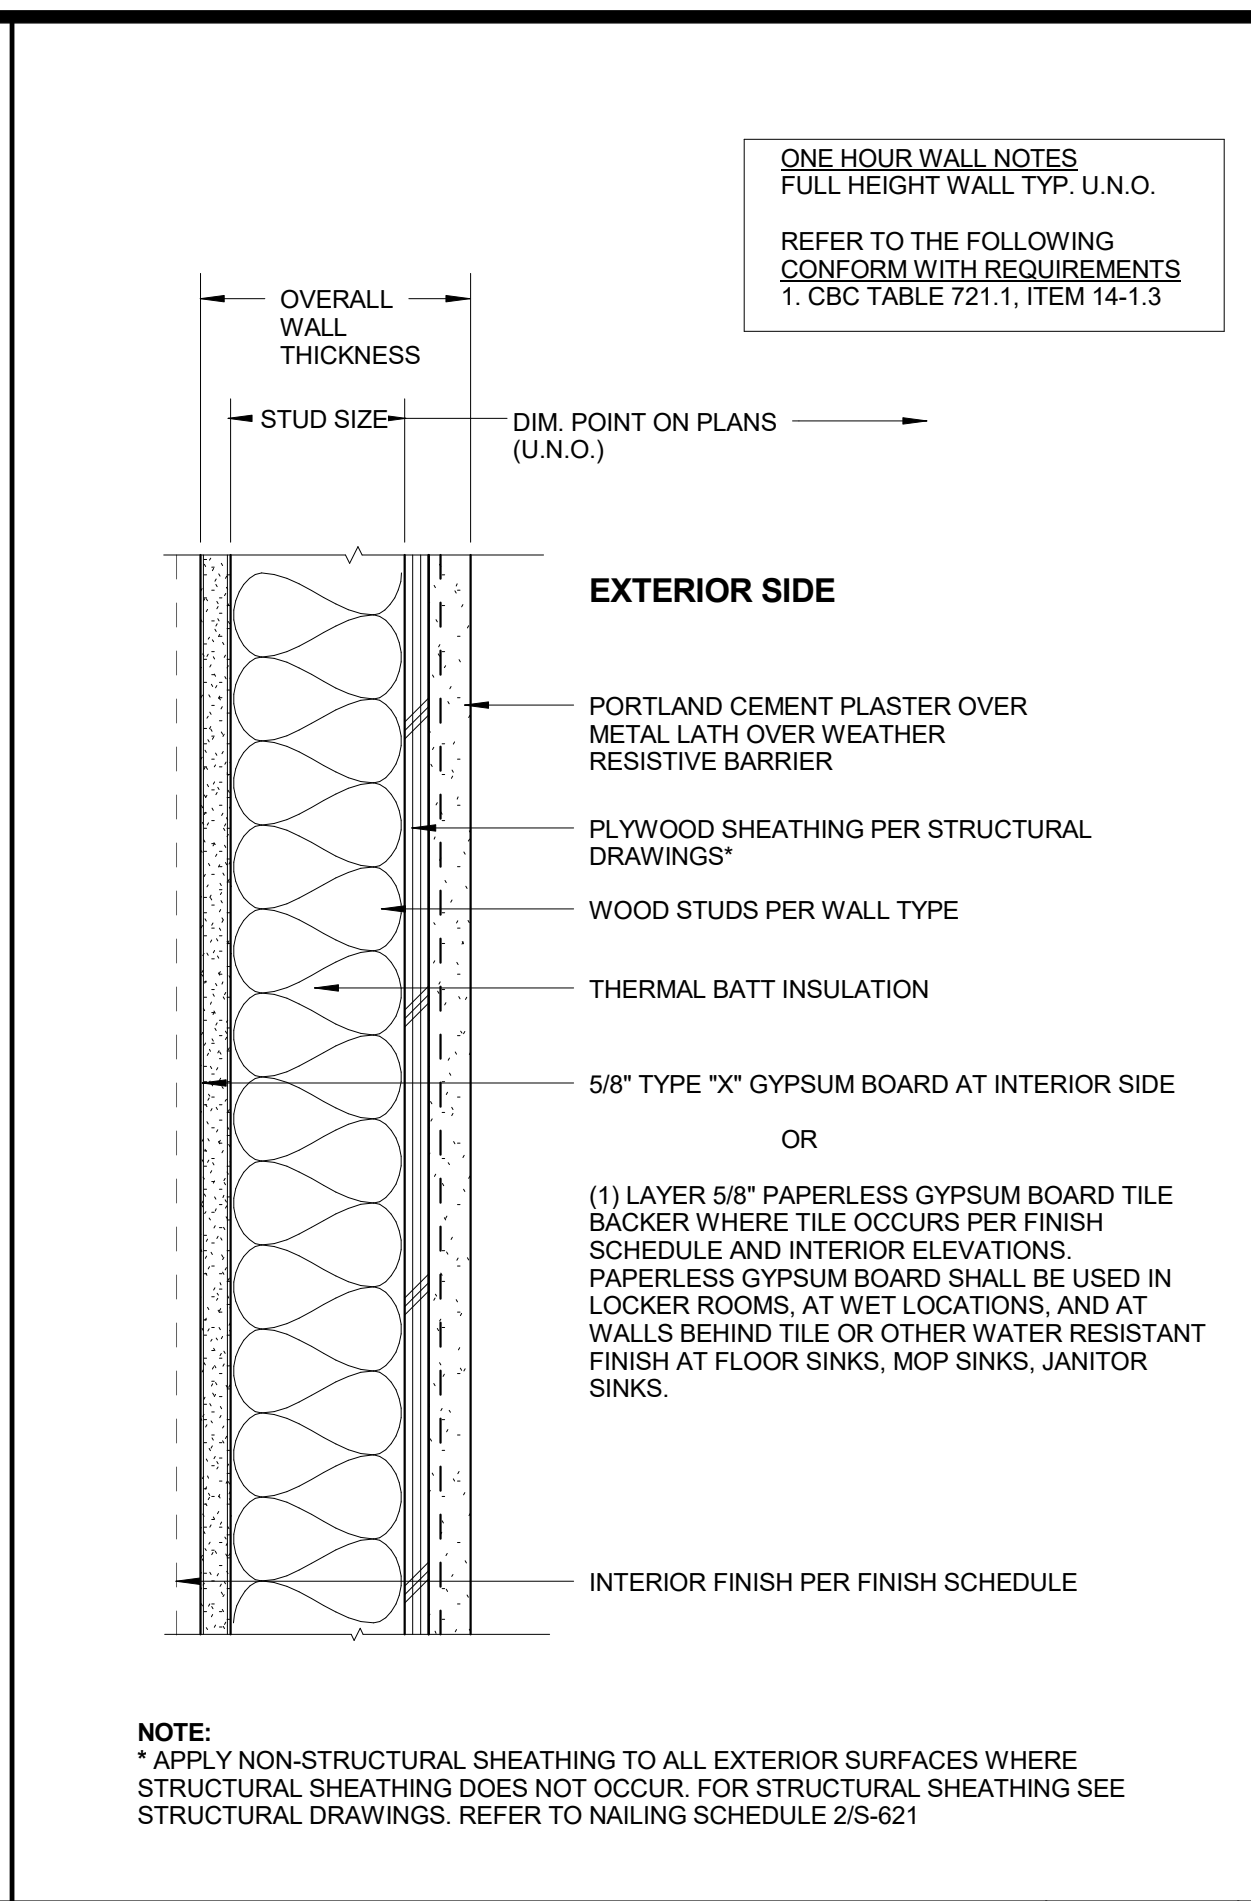 ONE HOUR WALL NOTES
FULL HEIGHT WALL TYP. U.N.O.
REFER TO THE FOLLOWING
CONFORM WITH REQUIREMENTS
1. CBC TABLE 721.1, ITEM 14-1.3
OVERALL
WALL
THICKNESS
STUD SIZE
DIM. POINT ON PLANS
(U.N.O.)
EXTERIOR SIDE
PORTLAND CEMENT PLASTER OVER
METAL LATH OVER WEATHER
RESISTIVE BARRIER
PLYWOOD SHEATHING PER STRUCTURAL
DRAWINGS*
WOOD STUDS PER WALL TYPE
THERMAL BATT INSULATION
5/8" TYPE "X" GYPSUM BOARD AT INTERIOR SIDE
OR
(1) LAYER 5/8" PAPERLESS GYPSUM BOARD TILE
BACKER WHERE TILE OCCURS PER FINISH
SCHEDULE AND INTERIOR ELEVATIONS.
PAPERLESS GYPSUM BOARD SHALL BE USED IN
LOCKER ROOMS, AT WET LOCATIONS, AND AT
WALLS BEHIND TILE OR OTHER WATER RESISTANT
FINISH AT FLOOR SINKS, MOP SINKS, JANITOR
SINKS.
INTERIOR FINISH PER FINISH SCHEDULE
NOTE:
* APPLY NON-STRUCTURAL SHEATHING TO ALL EXTERIOR SURFACES WHERE
STRUCTURAL SHEATHING DOES NOT OCCUR. FOR STRUCTURAL SHEATHING SEE
STRUCTURAL DRAWINGS. REFER TO NAILING SCHEDULE 2/S-621